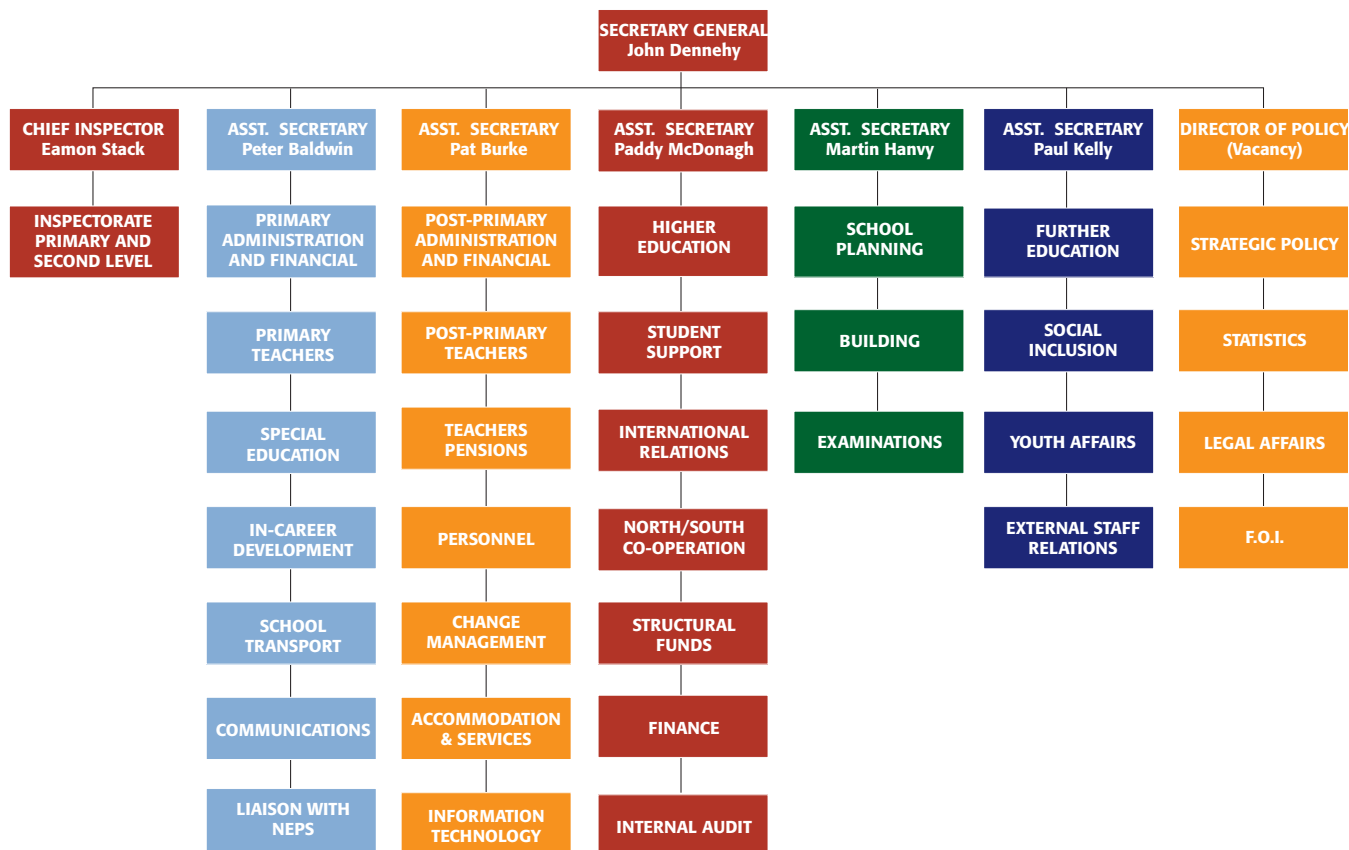 SECRETARY GENERAL
John Dennehy
CHIEF INSPECTOR
Eamon Stack
INSPECTORATE
PRIMARY AND
SECOND LEVEL
ASST. SECRETARY
Peter Baldwin
PRIMARY
ADMINISTRATION
AND FINANCIAL
PRIMARY
TEACHERS
SPECIAL
EDUCATION
IN-CAREER
DEVELOPMENT
SCHOOL
TRANSPORT
COMMUNICATIONS
LIAISON WITH
NEPS
ASST. SECRETARY
Pat Burke
POST-PRIMARY
ADMINISTRATION
AND FINANCIAL
POST-PRIMARY
TEACHERS
TEACHERS
PENSIONS
PERSONNEL
CHANGE
MANAGEMENT
ACCOMMODATION
& SERVICES
INFORMATION
TECHNOLOGY
ASST. SECRETARY
Paddy McDonagh
HIGHER
EDUCATION
STUDENT
SUPPORT
INTERNATIONAL
RELATIONS
NORTH/SOUTH
CO-OPERATION
STRUCTURAL
FUNDS
FINANCE
INTERNAL AUDIT
ASST. SECRETARY
Martin Hanvy
SCHOOL
PLANNING
BUILDING
EXAMINATIONS
ASST. SECRETARY
Paul Kelly
FURTHER
EDUCATION
SOCIAL
INCLUSION
YOUTH AFFAIRS
EXTERNAL STAFF
RELATIONS
DIRECTOR OF POLICY
(Vacancy)
STRATEGIC POLICY
STATISTICS
LEGAL AFFAIRS
F.O.I.